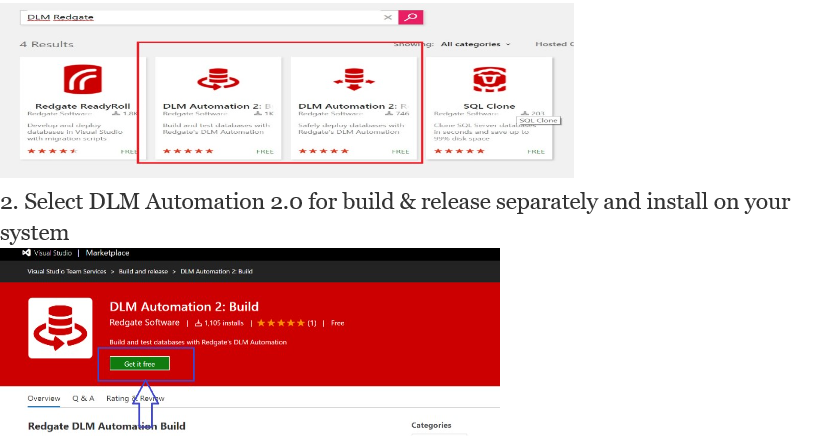 DLM Redgate
4 Results
Showing: All categories Hosted
Redgate ReadyRoll DLM Automation 2: B DLM Automation 2: R SQL Clone
Redgate Software 1.8K Redgate Software 1K Redgate Software 746 Redgate Software 203
SQL Clone
Develop and deploy Build and test databases with Safely deploy databases with Clone SQL Server databases
databases in Visual Studio Redgate's DLM Automation Redgate's DLM Automation in seconds and save up to
with migration scripts 99% disk space
FREE FREE FREE FREE
2. Select DLM Automation 2.0 for build & release separately and install on your
system
Visual Studio | Marketplace
Visual Studio Team Services > Build and release > DLM Automation 2: Build
DLM Automation 2: Build
Redgate Software | 1,105 installs | ★★★★★ (1) | Free
Build and test databases with Redgate's DLM Automation
Get it free
Overview Q & A Rating & Review
Redgate DLM Automation Build Categories